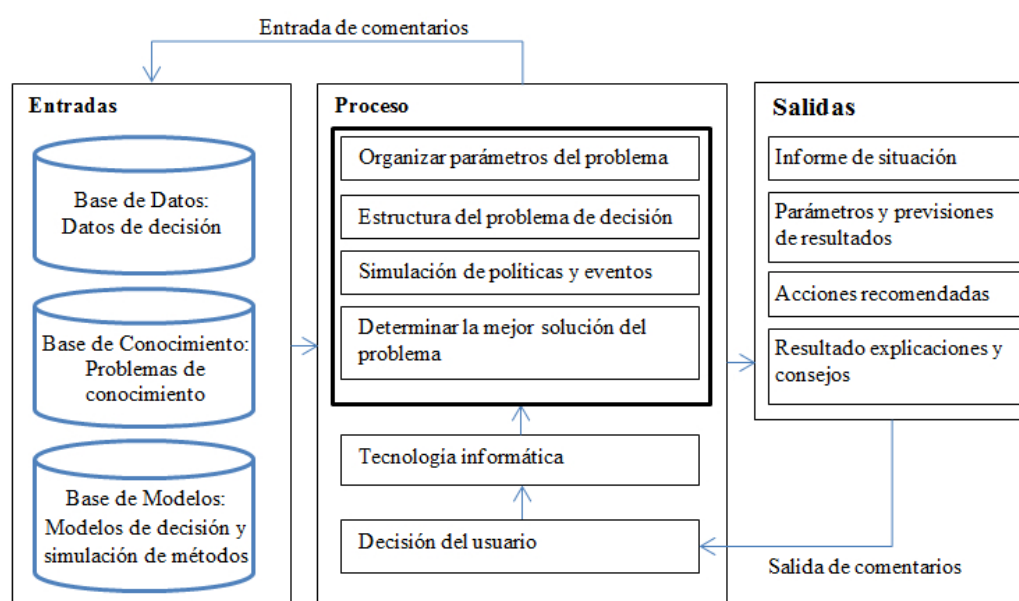 Entrada de comentarios
Entradas
Base de Datos:
Datos de decisión
Base de Conocimiento:
Problemas de
conocimiento
Base de Modelos:
Modelos de decisión y
simulación de métodos
Proceso
Organizar parámetros del problema
Estructura del problema de decisión
Simulación de políticas y eventos
Determinar la mejor solución del
problema
Tecnología informática
Decisión del usuario
Salidas
Informe de situación
Parámetros y previsiones
de resultados
Acciones recomendadas
Resultado explicaciones y
consejos
Salida de comentarios